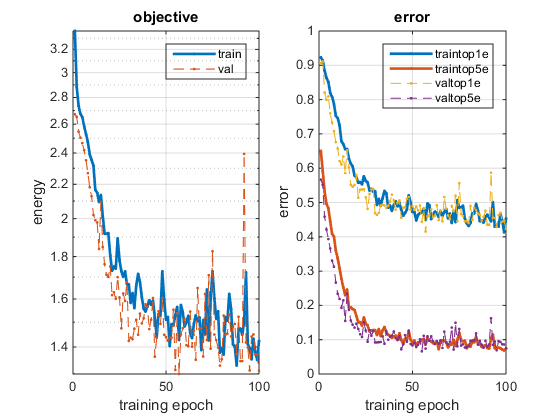 objective
3.2
3
2.8
2.6
2.4
2.2
2
1.8
1.6
1.4
energy
0
50
100
training epoch
train
val
error
1
0.9
0.8
0.7
0.6
0.5
0.4
0.3
0.2
0.1
0
error
0
50
100
training epoch
traintop1e
traintop5e
valtop1e
valtop5e